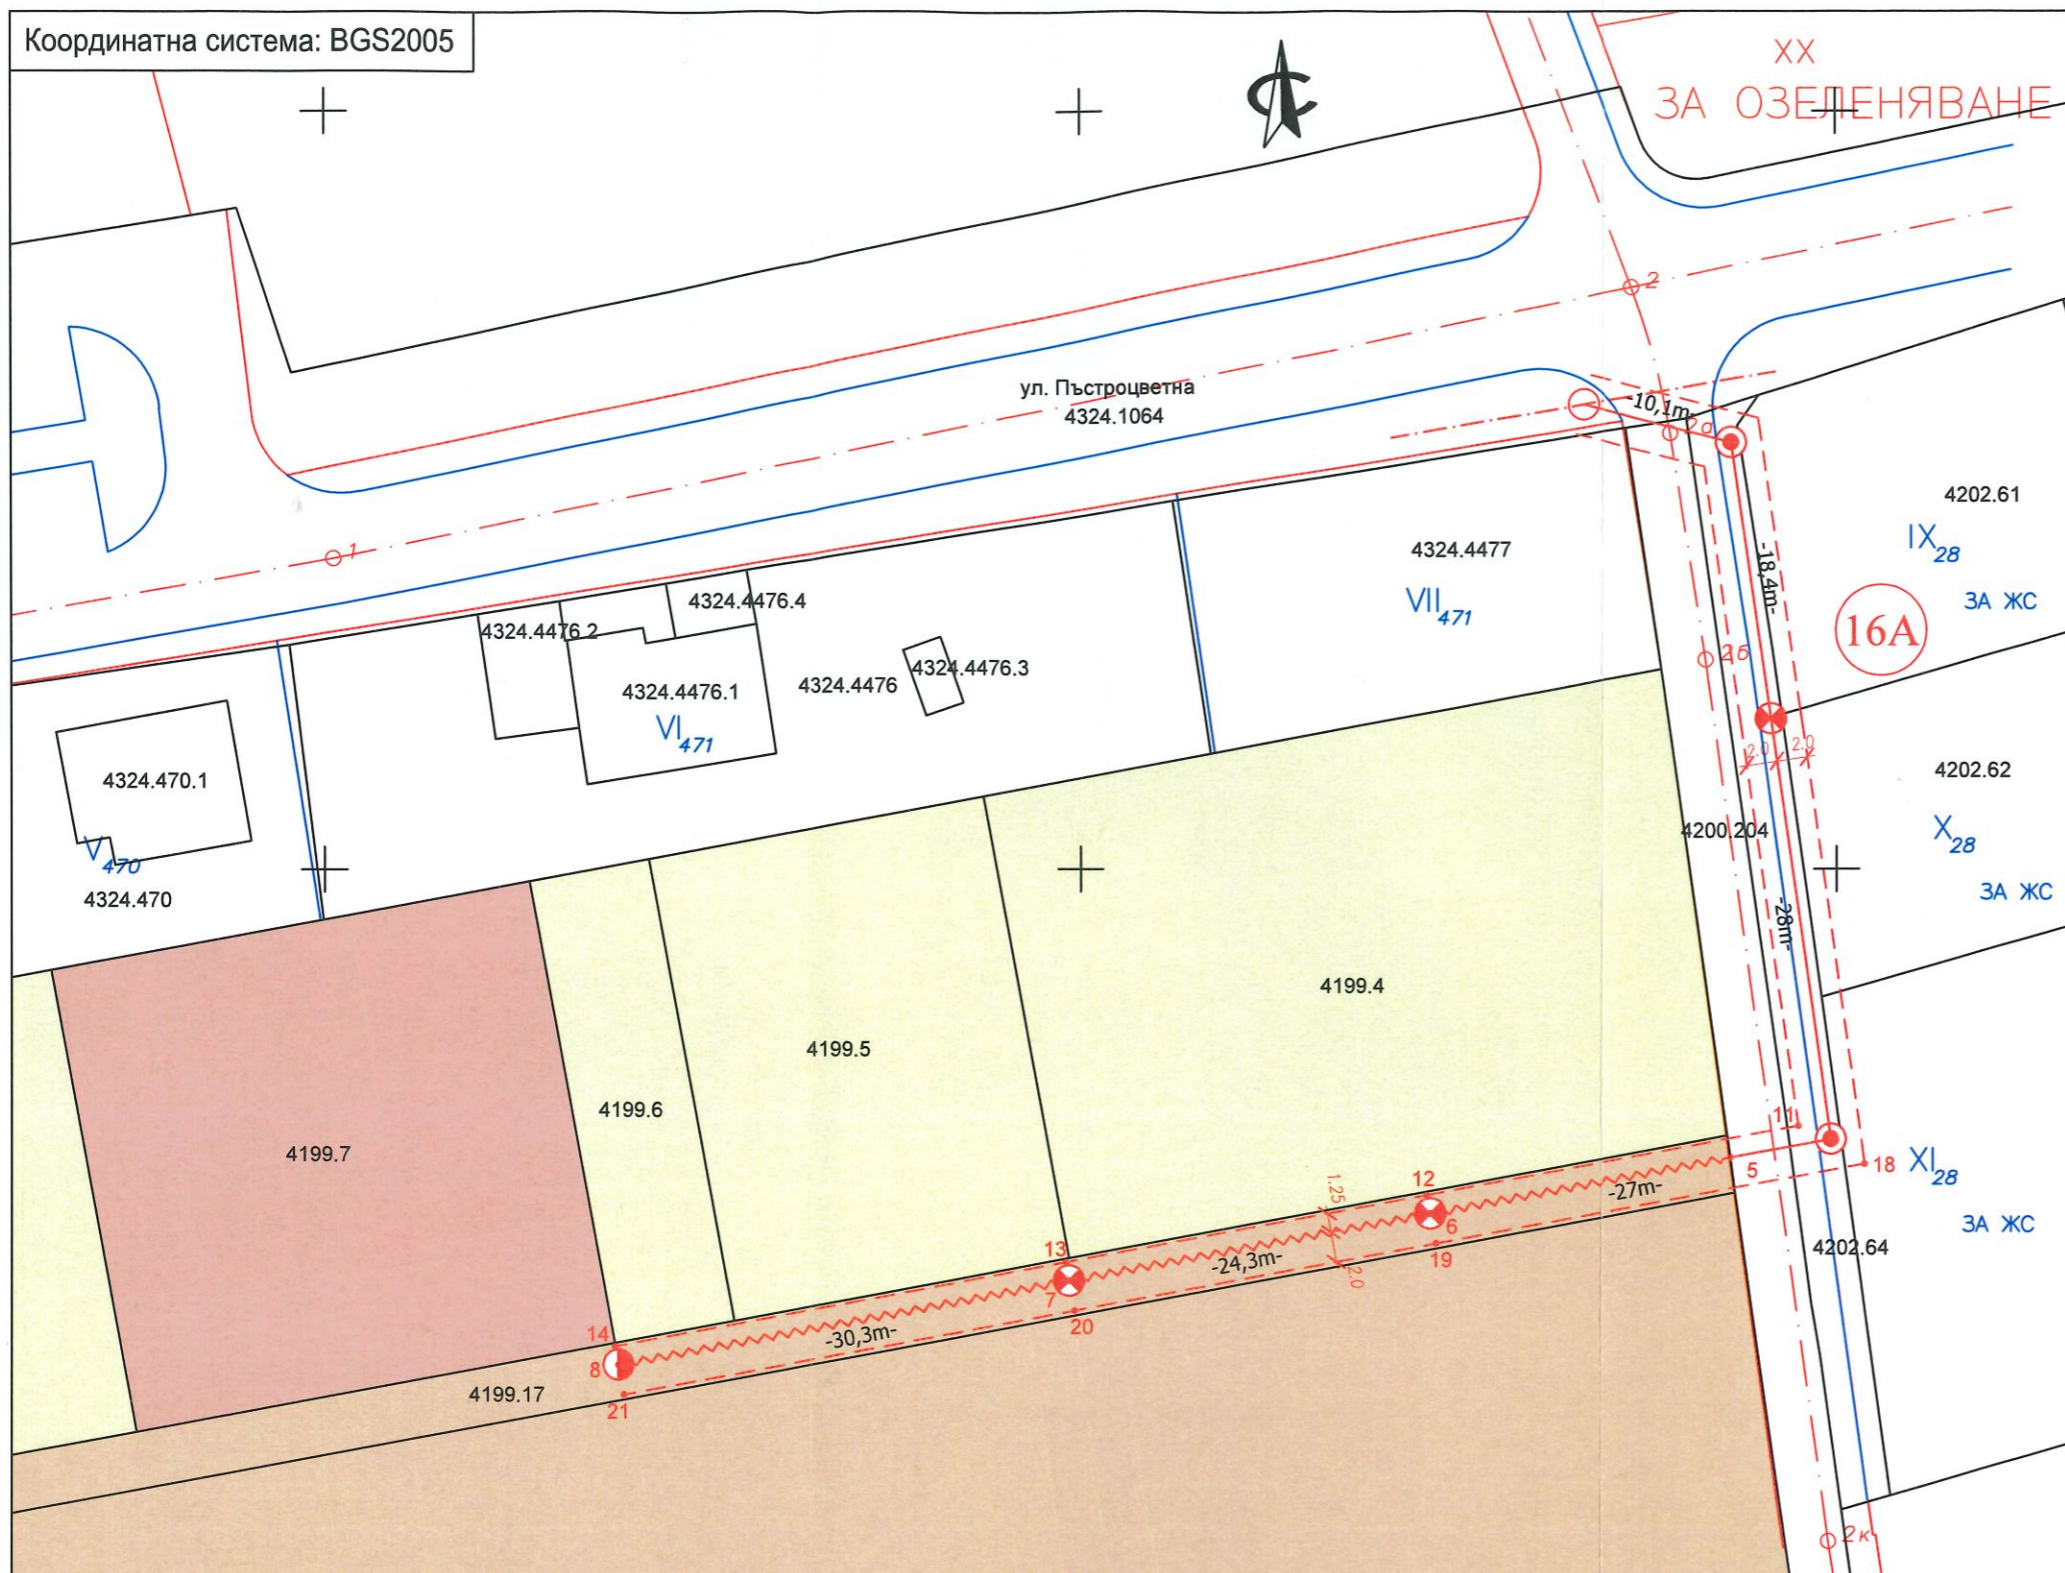 Координатна система: BGS2005
XX
ЗА ОЗЕЛЕНЯВАНЕ
2
ул. Пъстроцветна
4324.1064
-10,1m-
2а
4202.61
IX28
ЗА ЖС
-18,4m-
16А
4324.4477
VII471
1
4324.4476.4
4324.4476.2
4324.4476.3
4324.4476.1
4324.4476
VI471
2б
2.0
2.0
4202.62
X28
ЗА ЖС
4324.470.1
V470
4324.470
4200.204
-28m-
4199.4
4199.5
4199.6
4199.7
11
5
18
XI28
ЗА ЖС
4202.64
12
1.25
-27m-
6
19
13
-24,3m-
2.0
7
20
14
-30,3m-
8
4199.17
21
2к